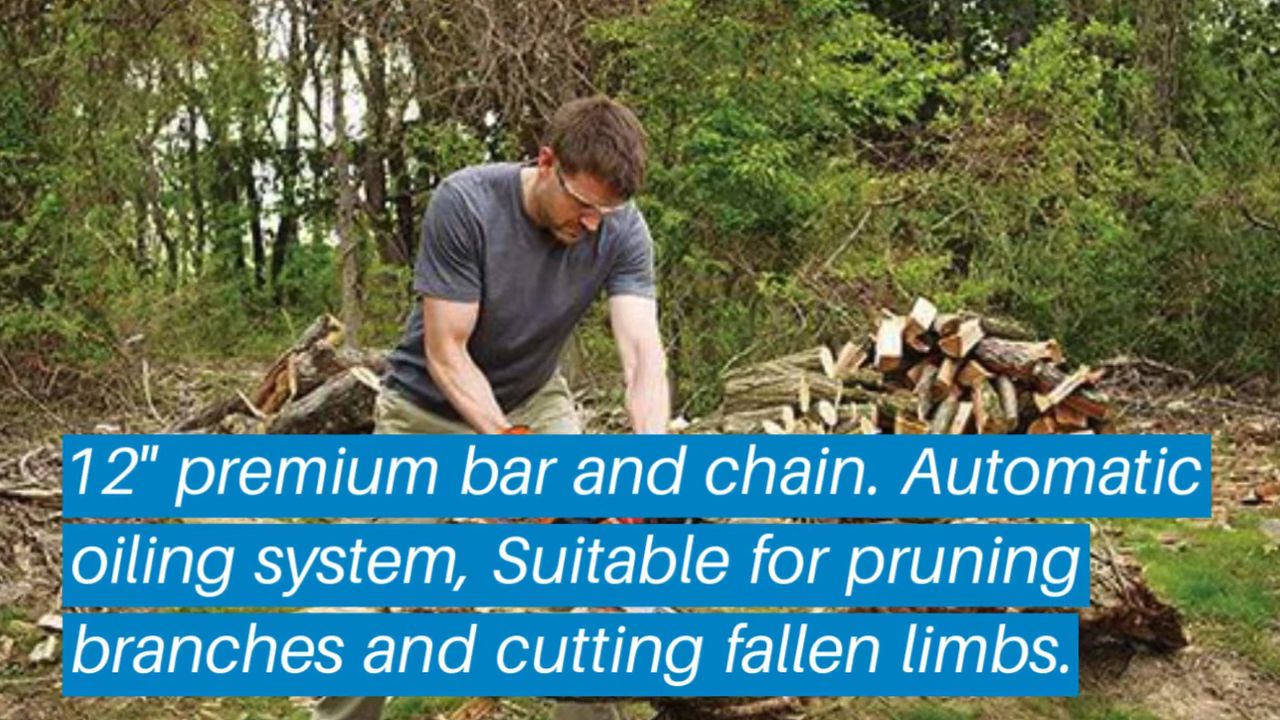 12" premium bar and chain. Automatic
oiling system, Suitable for pruning
branches and cutting fallen limbs.